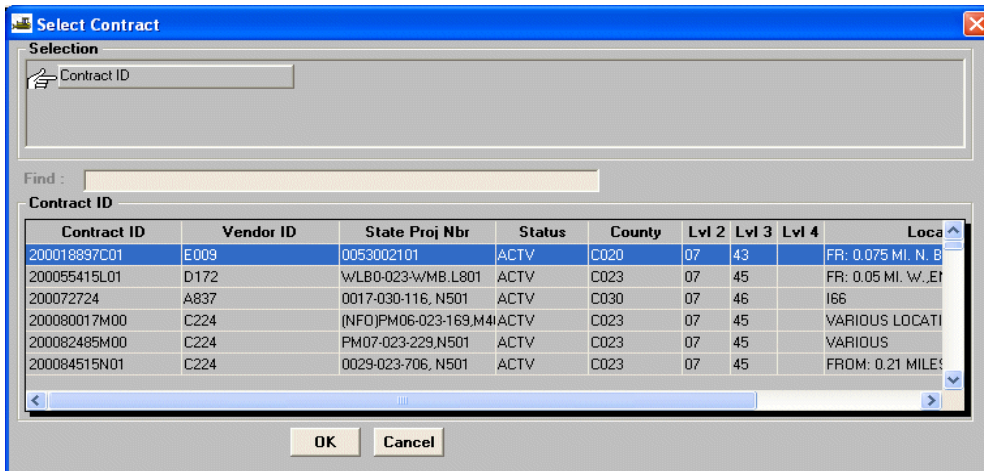 Select Contract
Selection
Contract ID
Find :
Contract ID
Contract ID Vendor ID State Proj Nbr Status County Lvl 2 Lvl 3 Lvl 4 Loca
200018897C01 E009 0053002101 ACTV C020 07 43 FR: 0.075 MI. N. B
200055415L01 D172 WLB0-023-WMB.L801 ACTV C023 07 45 FR: 0.05 MI. W.,EN
200072724 A837 0017-030-116, N501 ACTV C030 07 46 I66
200080017M00 C224 (NFO)PM06-023-169,M4 ACTV C023 07 45 VARIOUS LOCATI
200082485M00 C224 PM07-023-229,N501 ACTV C023 07 45 VARIOUS
200084515N01 C224 0029-023-706, N501 ACTV C023 07 45 FROM: 0.21 MILES
OK Cancel